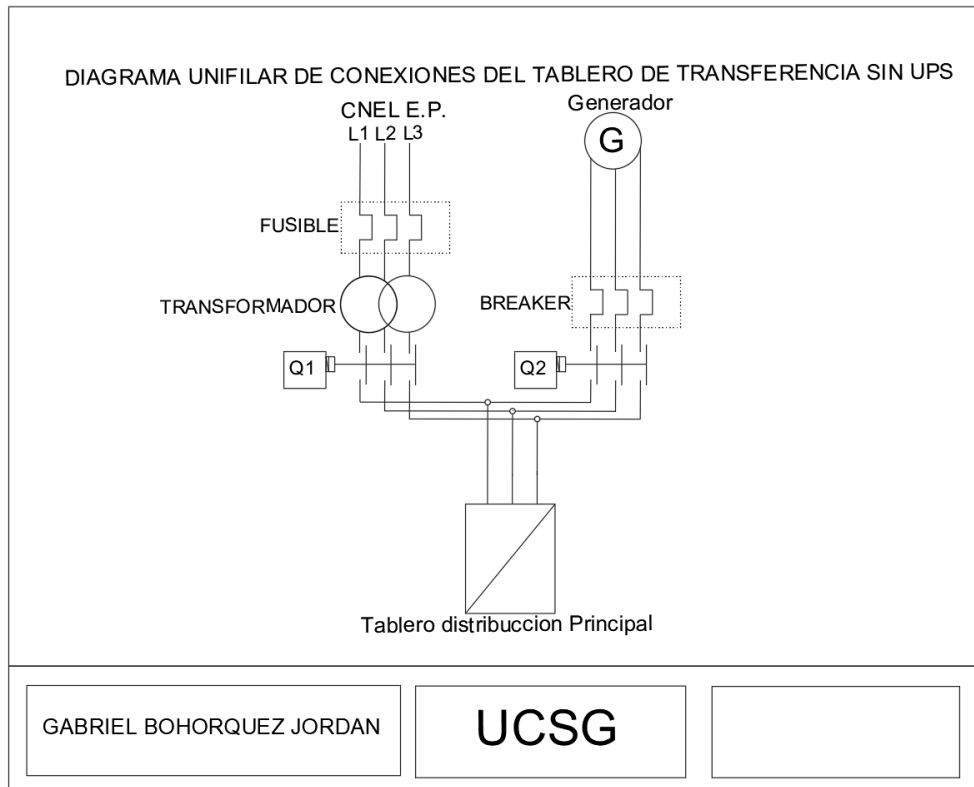 DIAGRAMA UNIFILAR DE CONEXIONES DEL TABLERO DE TRANSFERENCIA SIN UPS
CNEL E.P.
Generador
L1 L2 L3
G
FUSIBLE
TRANSFORMADOR
BREAKER
Q1
Q2
Tablero distribuccion Principal
GABRIEL BOHORQUEZ JORDAN
UCSG